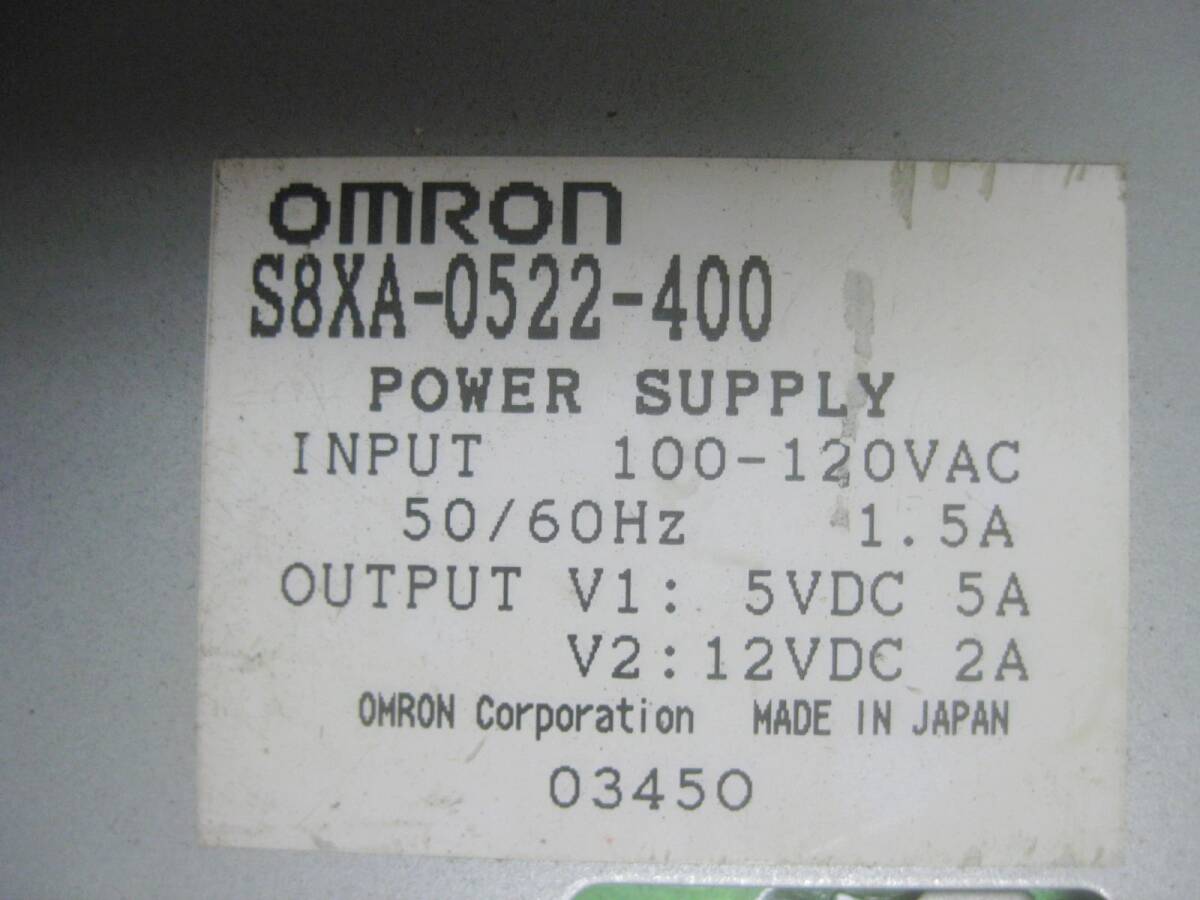 OMRON
S8XA-0522-400
POWER SUPPLY
INPUT 100-120VAC
50/60Hz 1.5A
OUTPUT V1: 5VDC 5A
V2:12VDC 2A
OMRON Corporation MADE IN JAPAN
03450